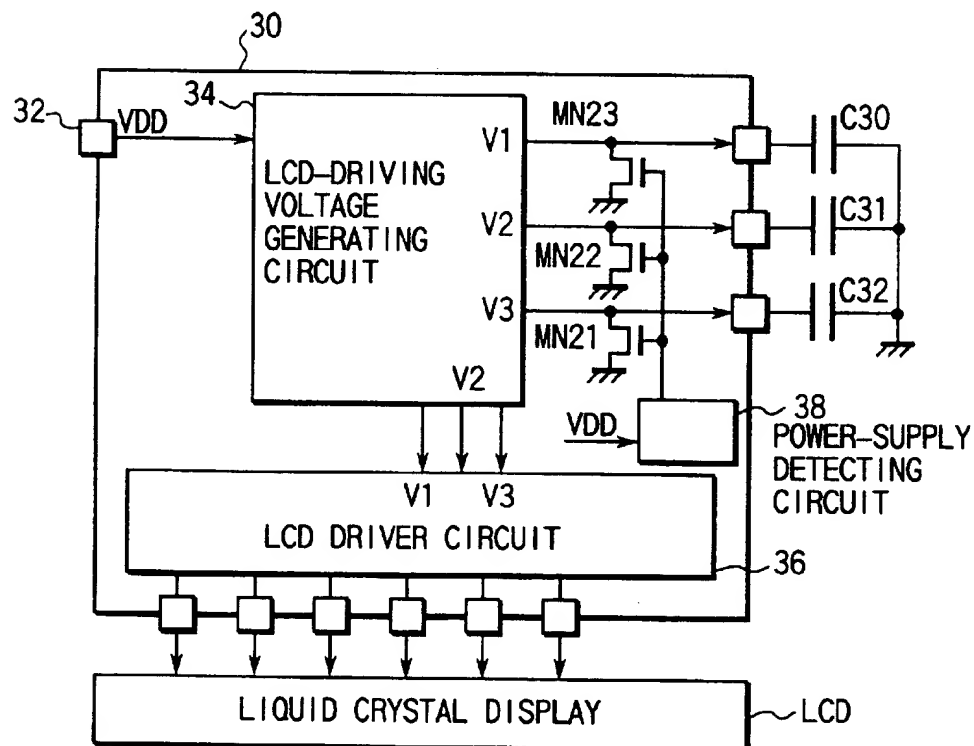 30
32
VDD
34
LCD-DRIVING
VOLTAGE
GENERATING
CIRCUIT
V1
V2
V3
V2
MN23
MN22
MN21
C30
C31
C32
VDD
38
POWER-SUPPLY
DETECTING
CIRCUIT
V1 V3
LCD DRIVER CIRCUIT
36
LIQUID CRYSTAL DISPLAY
LCD